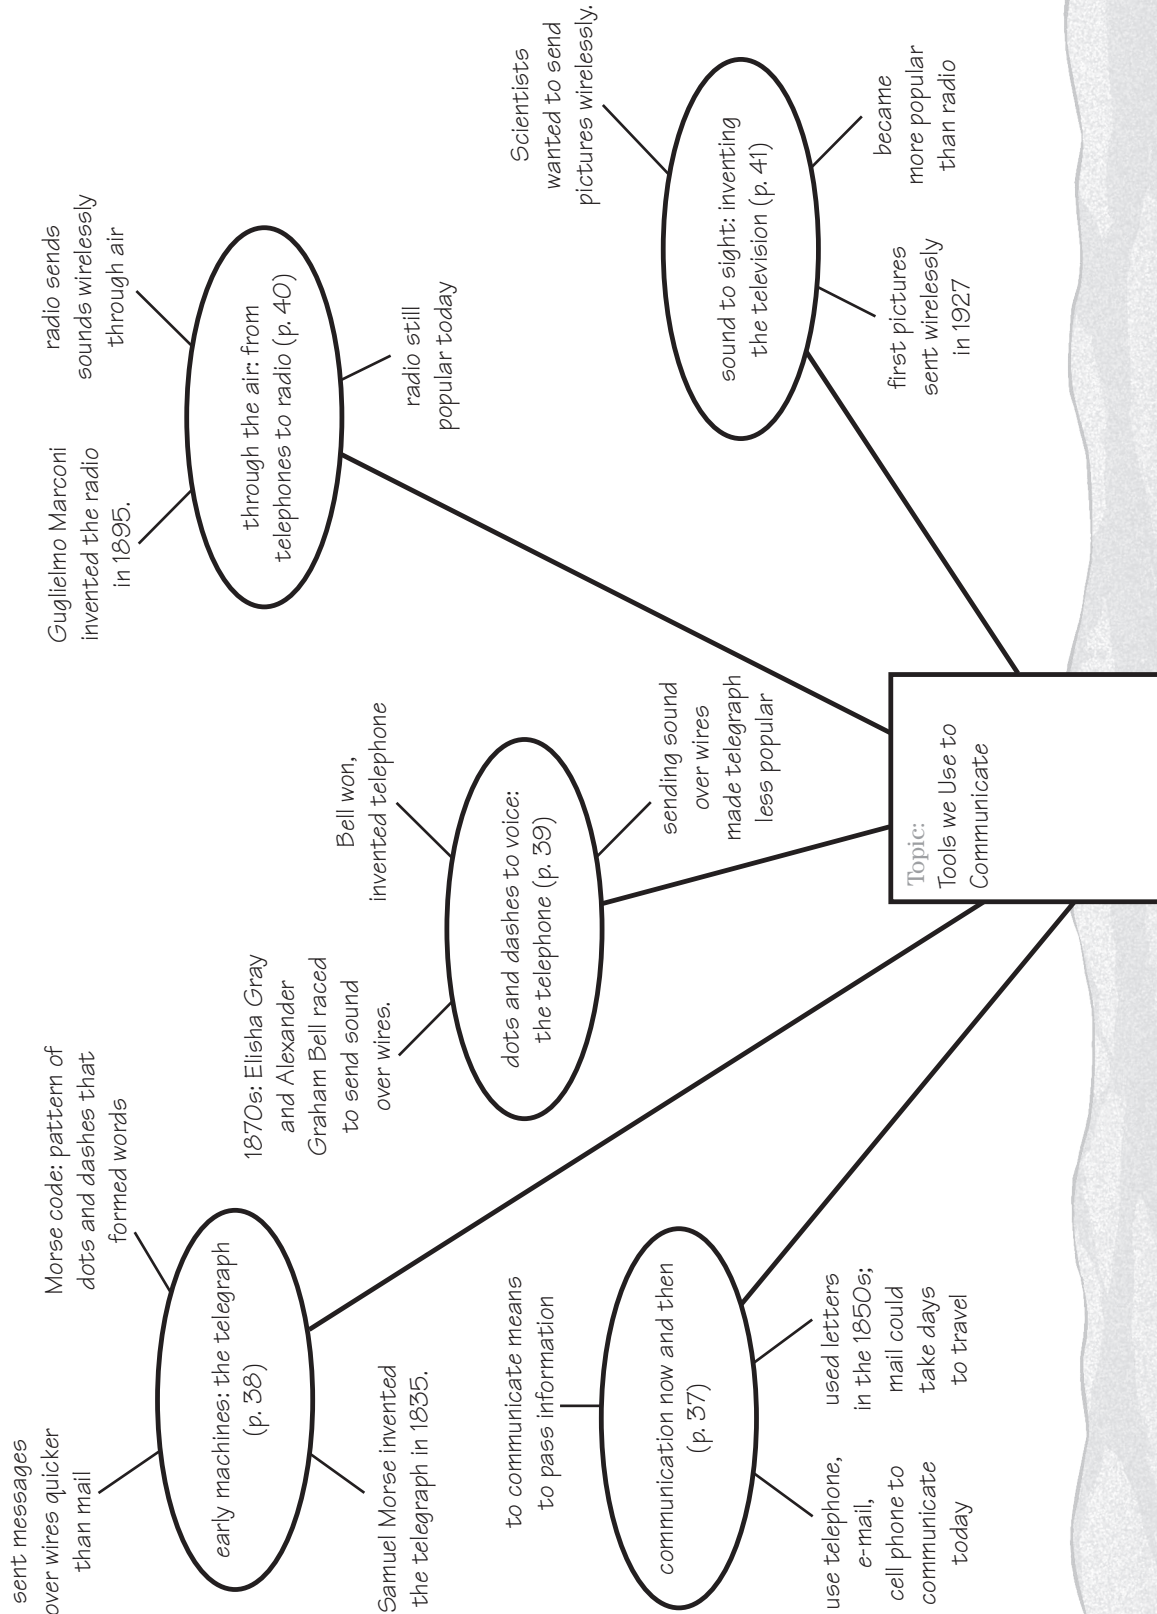 sent messages
over wires quicker
than mail
Morse code: pattern of
dots and dashes that
formed words
early machines: the telegraph
(p. 38)
Samuel Morse invented
the telegraph in 1835.
to communicate means
to pass information
communication now and then
(p. 37)
use telephone,
e-mail,
cell phone to
communicate
today
used letters
in the 1850s;
mail could
take days
to travel
1870s: Elisha Gray
and Alexander
Graham Bell raced
to send sound
over wires.
Bell won,
invented telephone
dots and dashes to voice:
the telephone (p. 39)
sending sound
over wires
made telegraph
less popular
Guglielmo Marconi
invented the radio
in 1895.
radio sends
sounds wirelessly
through air
through the air: from
telephones to radio (p. 40)
radio still
popular today
Scientists
wanted to send
pictures wirelessly.
sound to sight: inventing
the television (p. 41)
first pictures
sent wirelessly
in 1927
became
more popular
than radio
Topic:
Tools we Use to
Communicate